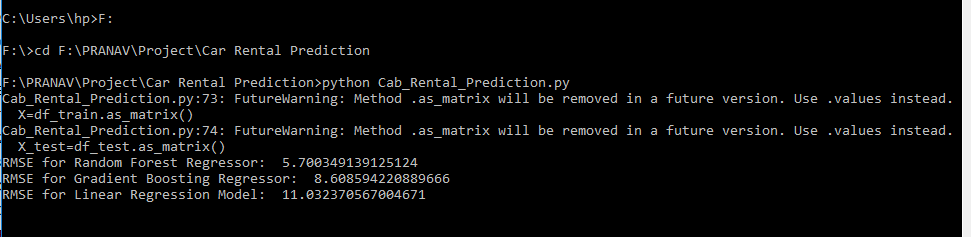 C:\Users\hp>F:
F:\>cd F:\PRANAV\Project\Car Rental Prediction
F:\PRANAV\Project\Car Rental Prediction>python Cab_Rental_Prediction.py
Cab_Rental_Prediction.py:73: FutureWarning: Method .as_matrix will be removed in a future version. Use .values instead.
  X=df_train.as_matrix()
Cab_Rental_Prediction.py:74: FutureWarning: Method .as_matrix will be removed in a future version. Use .values instead.
  X_test=df_test.as_matrix()
RMSE for Random Forest Regressor:  5.700349139125124
RMSE for Gradient Boosting Regressor:  8.608594220889666
RMSE for Linear Regression Model:  11.032370567004671